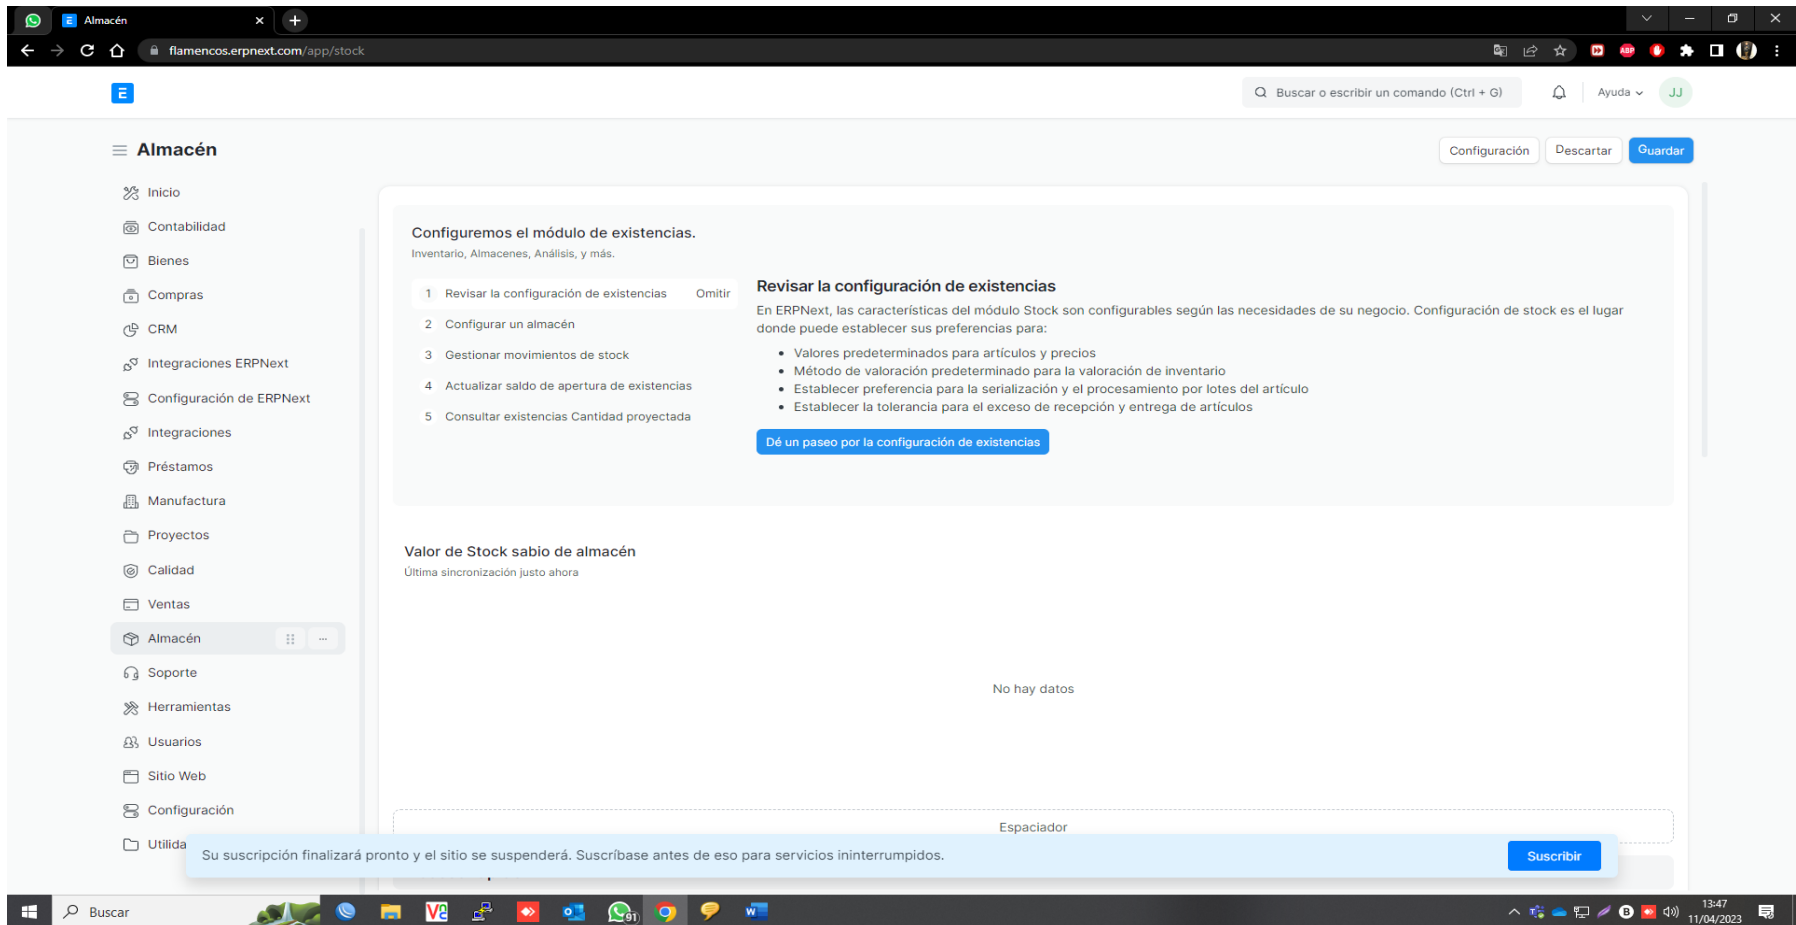 Almacén
flamencos.erpnext.com/app/stock
ABP
E
Buscar o escribir un comando (Ctrl + G)
Ayuda
JJ
Almacén
Configuración
Descartar
Guardar
Inicio
Contabilidad
Bienes
Compras
CRM
Integraciones ERPNext
Configuración de ERPNext
Integraciones
Préstamos
Manufactura
Proyectos
Calidad
Ventas
Almacén
Soporte
Herramientas
Usuarios
Sitio Web
Configuración
Utilida
Configuremos el módulo de existencias.
Inventario, Almacenes, Análisis, y más.
1 Revisar la configuración de existencias Omitir
2 Configurar un almacén
3 Gestionar movimientos de stock
4 Actualizar saldo de apertura de existencias
5 Consultar existencias Cantidad proyectada
Revisar la configuración de existencias
En ERPNext, las características del módulo Stock son configurables según las necesidades de su negocio. Configuración de stock es el lugar
donde puede establecer sus preferencias para:
• Valores predeterminados para artículos y precios
• Método de valoración predeterminado para la valoración de inventario
• Establecer preferencia para la serialización y el procesamiento por lotes del artículo
• Establecer la tolerancia para el exceso de recepción y entrega de artículos
Dé un paseo por la configuración de existencias
Valor de Stock sabio de almacén
Última sincronización justo ahora
No hay datos
Espaciador
Su suscripción finalizará pronto y el sitio se suspenderá. Suscríbase antes de eso para servicios ininterrumpidos.
Suscribir
Buscar
91
13:47
11/04/2023